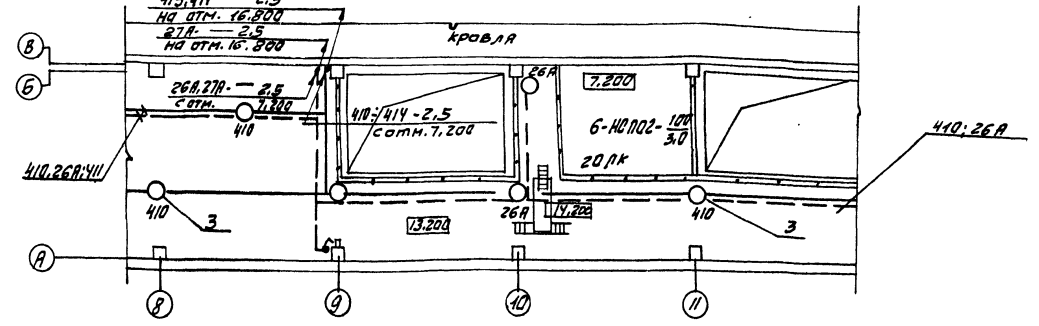 на отм. 16.800
27А- — 2,5
на отм. 16.800
кровля
В
Б
26А, 27А- — 2,5
с отм. 7,200
26А
7,200
410÷414-2,5
с отм. 7,200
6-НСП02- 100/3,0
20 ЛК
410; 26А
410
410; 26А; 411
410
3
13.200
26А
14,200
410
3
А
8
9
10
11